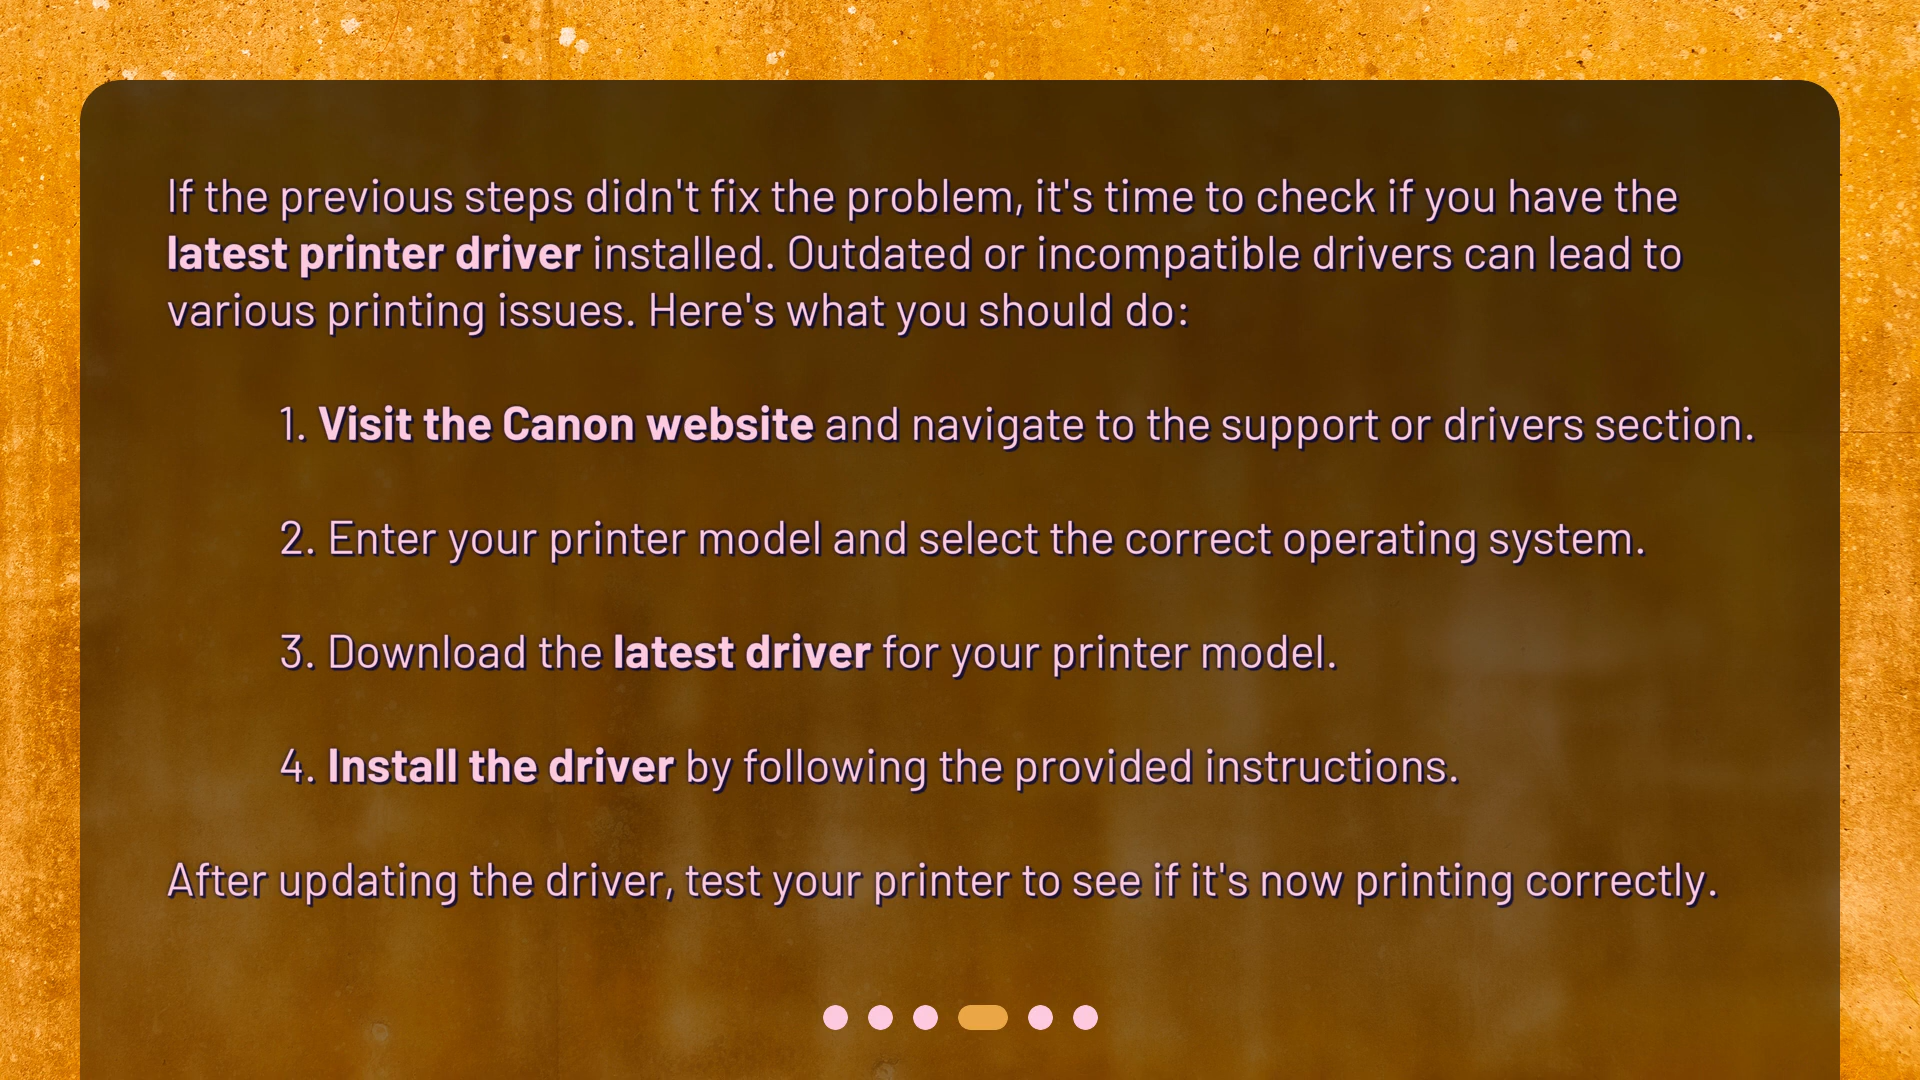 If the previous steps didn't fix the problem, it's time to check if you have the
latest printer driver installed. Outdated or incompatible drivers can lead to
various printing issues. Here's what you should do:
1. Visit the Canon website and navigate to the support or drivers section.
2. Enter your printer model and select the correct operating system.
3. Download the latest driver for your printer model.
4. Install the driver by following the provided instructions.
After updating the driver, test your printer to see if it's now printing correctly.